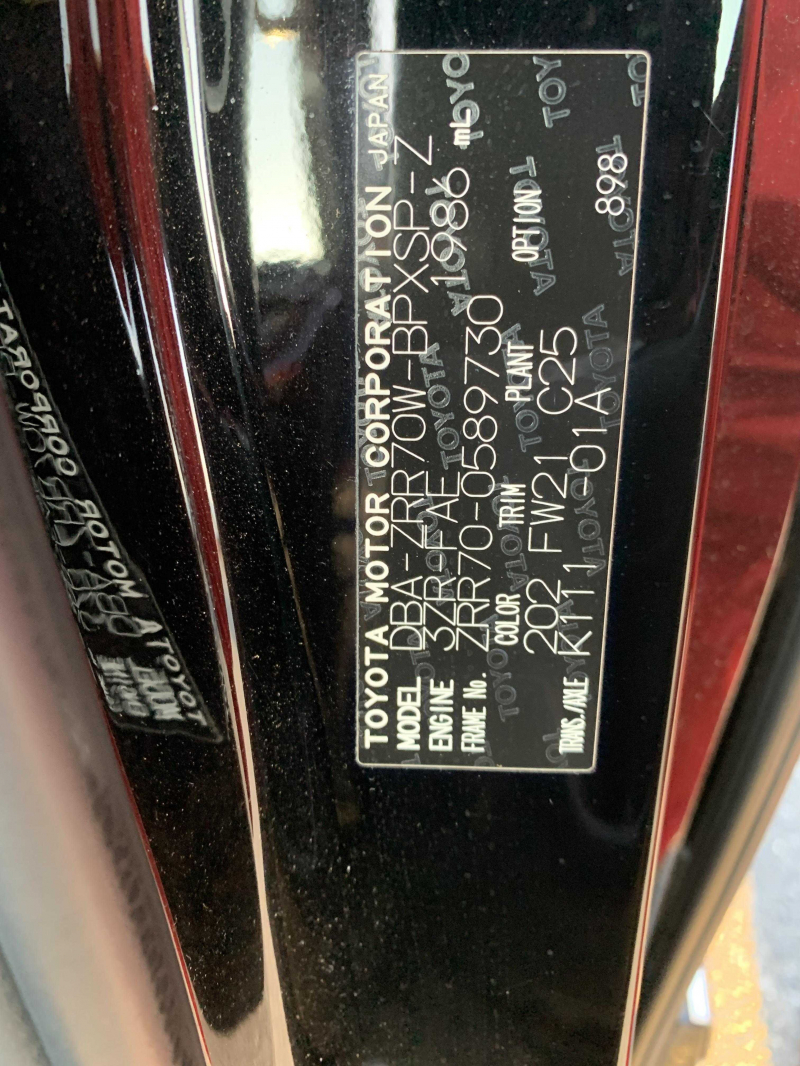 TOYOTA MOTOR CORPORATION JAPAN
MODEL DBA-ZRR70W-BPXSP-Z
ENGINE 3ZR-FAE 1986 mL
FRAME No. ZRR70-0589730
COLOR TRIM PLANT OPTION
202 FW21 C25
TRANS./AXLE K111 -01A 898